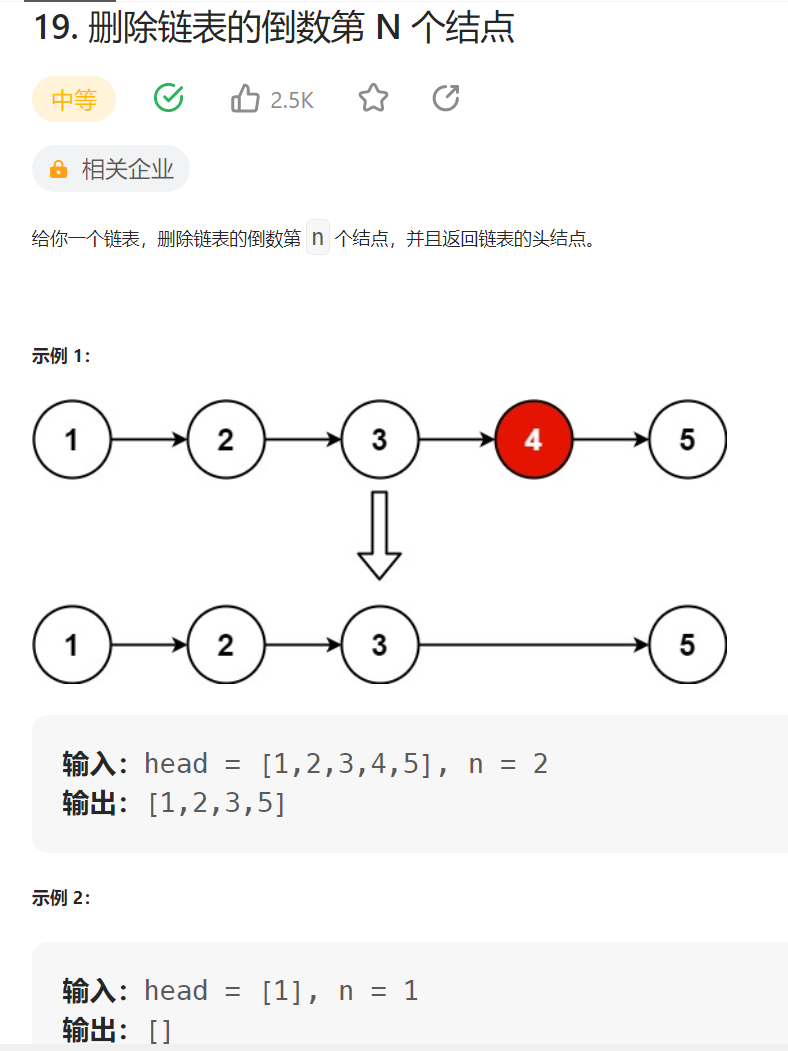 19. 删除链表的倒数第 N 个结点
中等 2.5K
相关企业
给你一个链表，删除链表的倒数第 n 个结点，并且返回链表的头结点。
示例 1：
1 2 3 4 5
1 2 3 5
输入：head = [1,2,3,4,5], n = 2
输出：[1,2,3,5]
示例 2：
输入：head = [1], n = 1
输出：[]